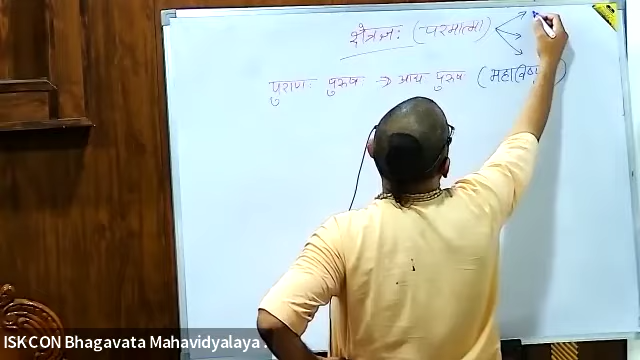 क्षेत्रज्ञः (परमात्मा)
पुराणः पुरुषः → आद्य पुरुषः (महाविष्णु)
ISKCON Bhagavata Mahavidyalaya